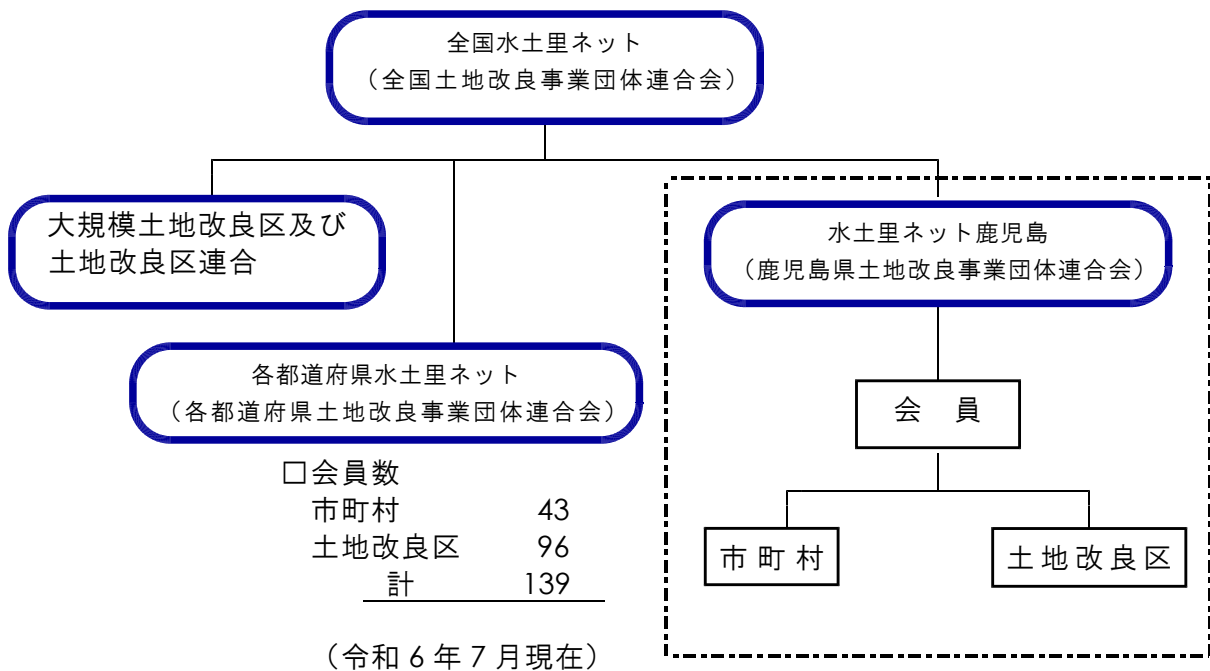 全国水土里ネット
（全国土地改良事業団体連合会）
大規模土地改良区及び
土地改良区連合
水土里ネット鹿児島
（鹿児島県土地改良事業団体連合会）
各都道府県水土里ネット
（各都道府県土地改良事業団体連合会）
会　員
□会員数
市町村　43
土地改良区　96
計　139
市町村
土地改良区
（令和６年７月現在）